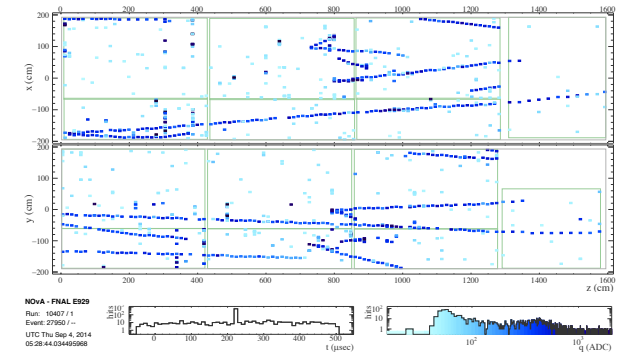 0 200 400 600 800 1000 1200 1400 1600
200
100
0
−100
−200
x (cm)
200
100
0
−100
−200
y (cm)
0 200 400 600 800 1000 1200 1400 1600
z (cm)
NOvA - FNAL E929
Run: 10407 / 1
Event: 27950 / --
UTC Thu Sep 4, 2014
05:28:44.034495968
hits
10²
10
1
0 100 200 300 400 500
t (μsec)
hits
10²
10
1
10² 10³
q (ADC)